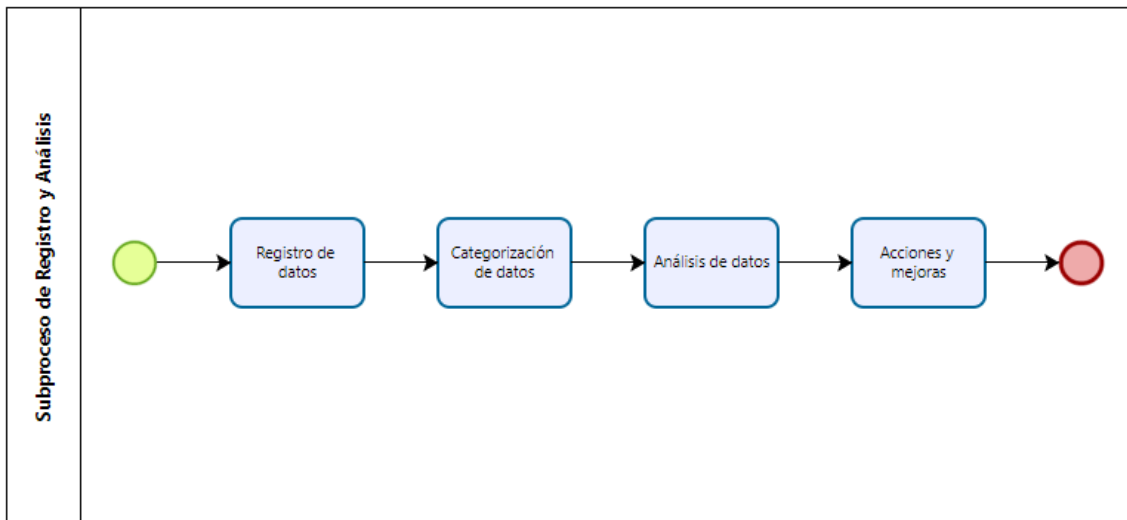 Subproceso de Registro y Análisis
Registro de
datos
Categorización
de datos
Análisis de datos
Acciones y
mejoras